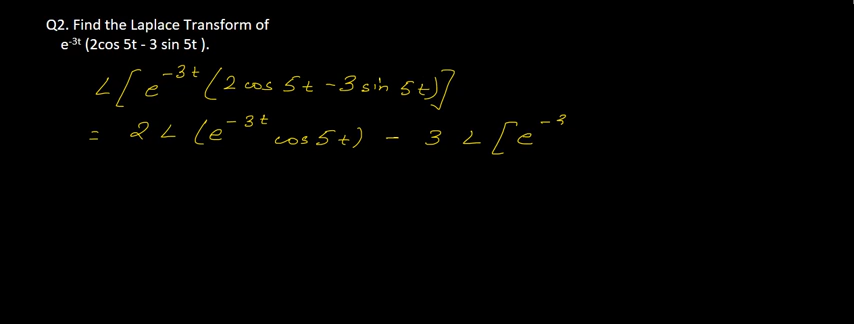 Q2. Find the Laplace Transform of
e⁻³ᵗ (2cos 5t - 3 sin 5t ).
L[e⁻³ᵗ(2 cos 5t - 3 sin 5t)]
= 2 L (e⁻³ᵗ cos 5t) - 3 L [e⁻³